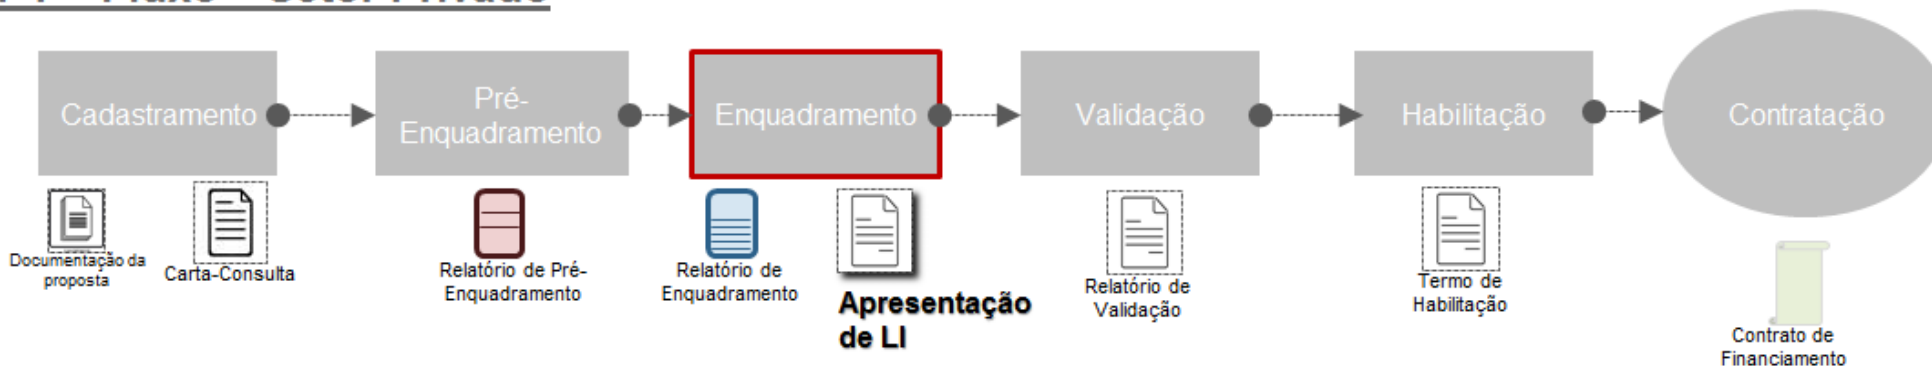 Cadastramento
Pré-
Enquadramento
Enquadramento
Validação
Habilitação
Contratação
Documentação da
proposta
Carta-Consulta
Relatório de Pré-
Enquadramento
Relatório de
Enquadramento
Apresentação
de LI
Relatório de
Validação
Termo de
Habilitação
Contrato de
Financiamento